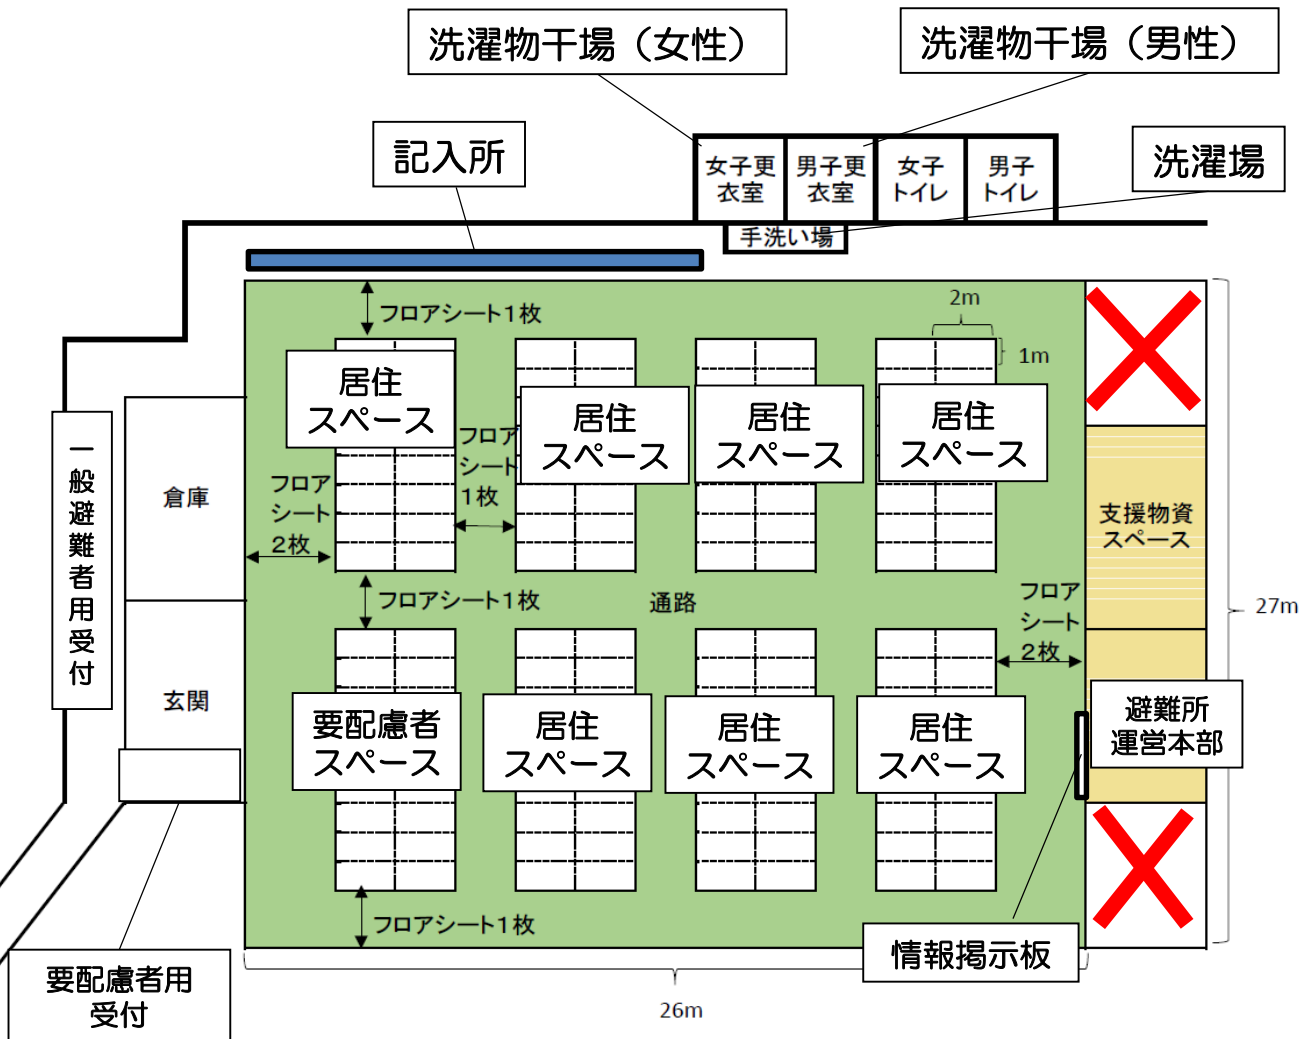 洗濯物干場（女性）
洗濯物干場（男性）
記入所
洗濯場
女子更
衣室
男子更
衣室
女子
トイレ
男子
トイレ
手洗い場
フロアシート1枚
2m
1m
居住
スペース
居住
スペース
居住
スペース
居住
スペース
フロア
シート
1枚
フロア
シート
2枚
一般避難者用受付
倉庫
支援物資
スペース
フロアシート1枚
通路
フロア
シート
2枚
27m
玄関
要配慮者
スペース
居住
スペース
居住
スペース
居住
スペース
避難所
運営本部
フロアシート1枚
情報掲示板
要配慮者用
受付
26m